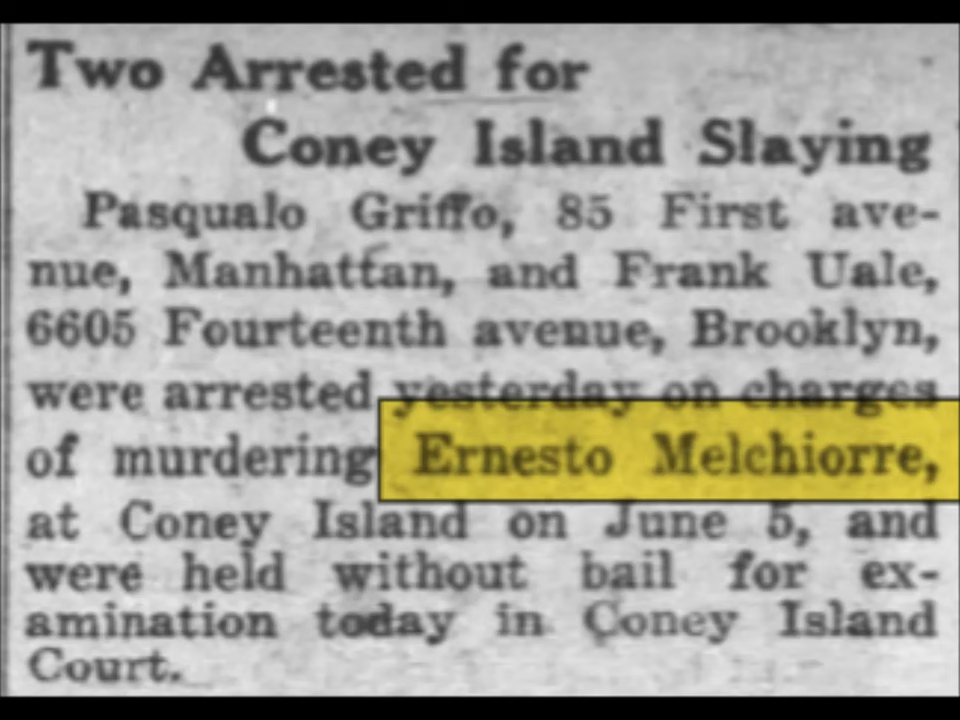 Two Arrested for
Coney Island Slaying
Pasqualo Griffo, 85 First ave-
nue, Manhattan, and Frank Uale,
6605 Fourteenth avenue, Brooklyn,
were arrested yesterday on charges
of murdering Ernesto Melchiorre,
at Coney Island on June 5, and
were held without bail for ex-
amination today in Coney Island
Court.